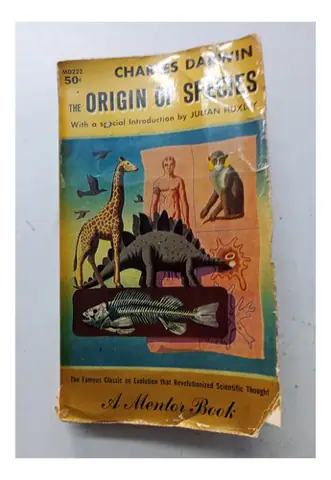 MD222
50¢
CHARLES DARWIN
THE ORIGIN OF SPECIES
With a special Introduction by JULIAN HUXLEY
The Famous Classic on Evolution that Revolutionized Scientific Thought
A Mentor Book